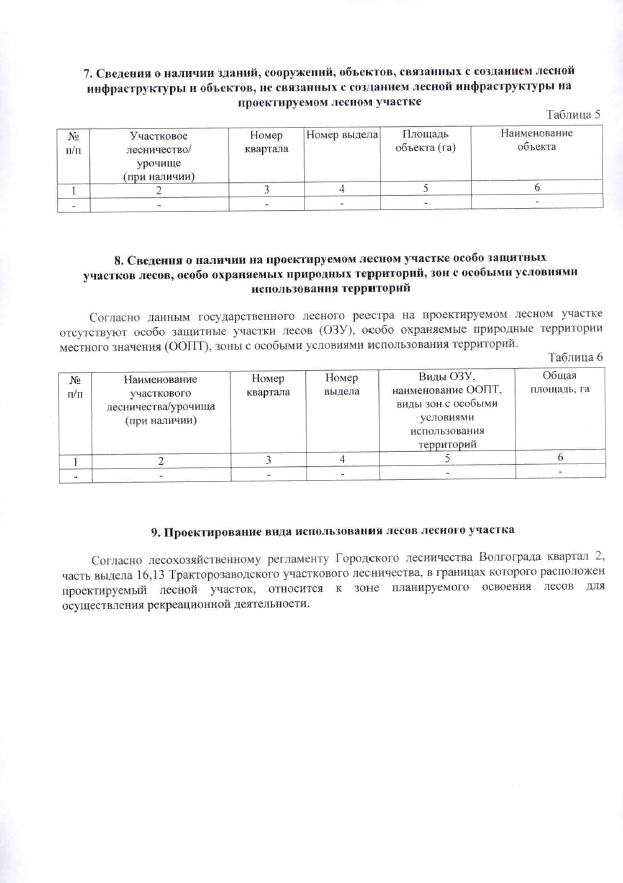 7. Сведения о наличии зданий, сооружений, объектов, связанных с созданием лесной
инфраструктуры и объектов, не связанных с созданием лесной инфраструктуры на
проектируемом лесном участке
Таблица 5
№ п/п | Участковое лесничество/ урочище (при наличии) | Номер квартала | Номер выдела | Площадь объекта (га) | Наименование объекта
1 | 2 | 3 | 4 | 5 | 6
- | - | - | - | - | -
8. Сведения о наличии на проектируемом лесном участке особо защитных
участков лесов, особо охраняемых природных территорий, зон с особыми условиями
использования территорий
Согласно данным государственного лесного реестра на проектируемом лесном участке
отсутствуют особо защитные участки лесов (ОЗУ), особо охраняемые природные территории
местного значения (ООПТ), зоны с особыми условиями использования территорий.
Таблица 6
№ п/п | Наименование участкового лесничества/урочища (при наличии) | Номер квартала | Номер выдела | Виды ОЗУ, наименование ООПТ, виды зон с особыми условиями использования территорий | Общая площадь, га
1 | 2 | 3 | 4 | 5 | 6
- | - | - | - | - | -
9. Проектирование вида использования лесов лесного участка
Согласно лесохозяйственному регламенту Городского лесничества Волгограда квартал 2,
часть выдела 16,13 Тракторозаводского участкового лесничества, в границах которого расположен
проектируемый лесной участок, относится к зоне планируемого освоения лесов для
осуществления рекреационной деятельности.